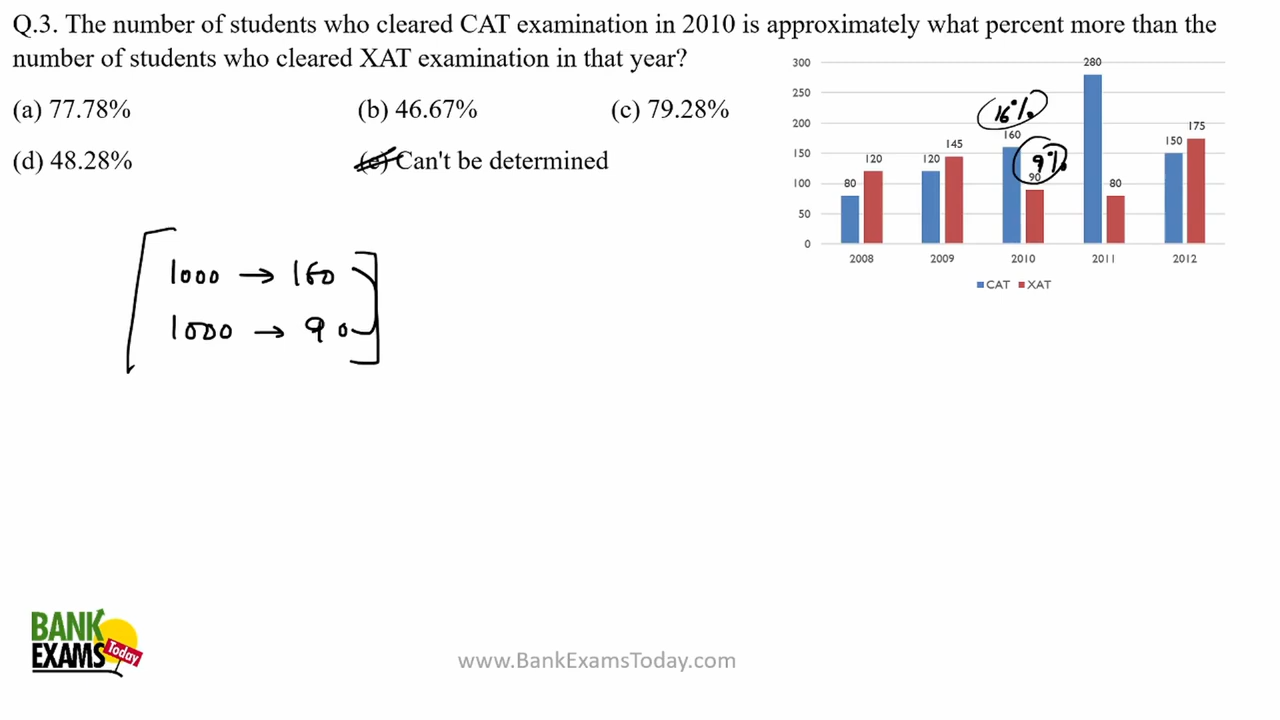 Q.3. The number of students who cleared CAT examination in 2010 is approximately what percent more than the
number of students who cleared XAT examination in that year?
(a) 77.78% (b) 46.67% (c) 79.28%
(d) 48.28% (e) Can't be determined
300
250
200
150
100
50
0
80
120
120
145
160
90
280
80
150
175
16%
9%
2008 2009 2010 2011 2012
CAT XAT
1000 → 160
1000 → 90
BANK
EXAMS
Today
www.BankExamsToday.com